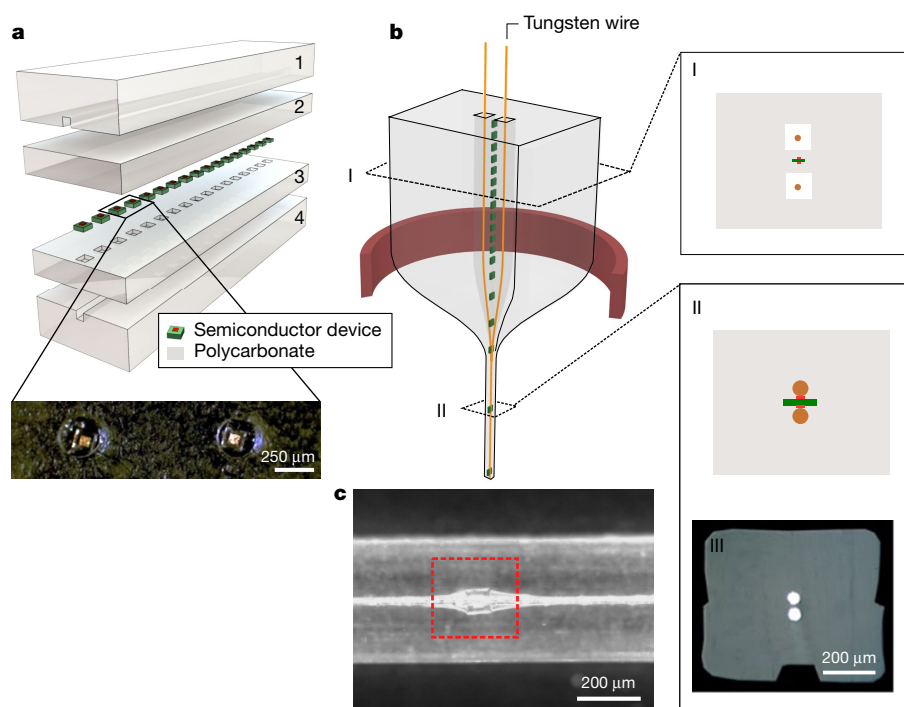 a
1
2
3
4
Semiconductor device
Polycarbonate
250 μm
b
Tungsten wire
I
II
c
200 μm
I
II
III
200 μm